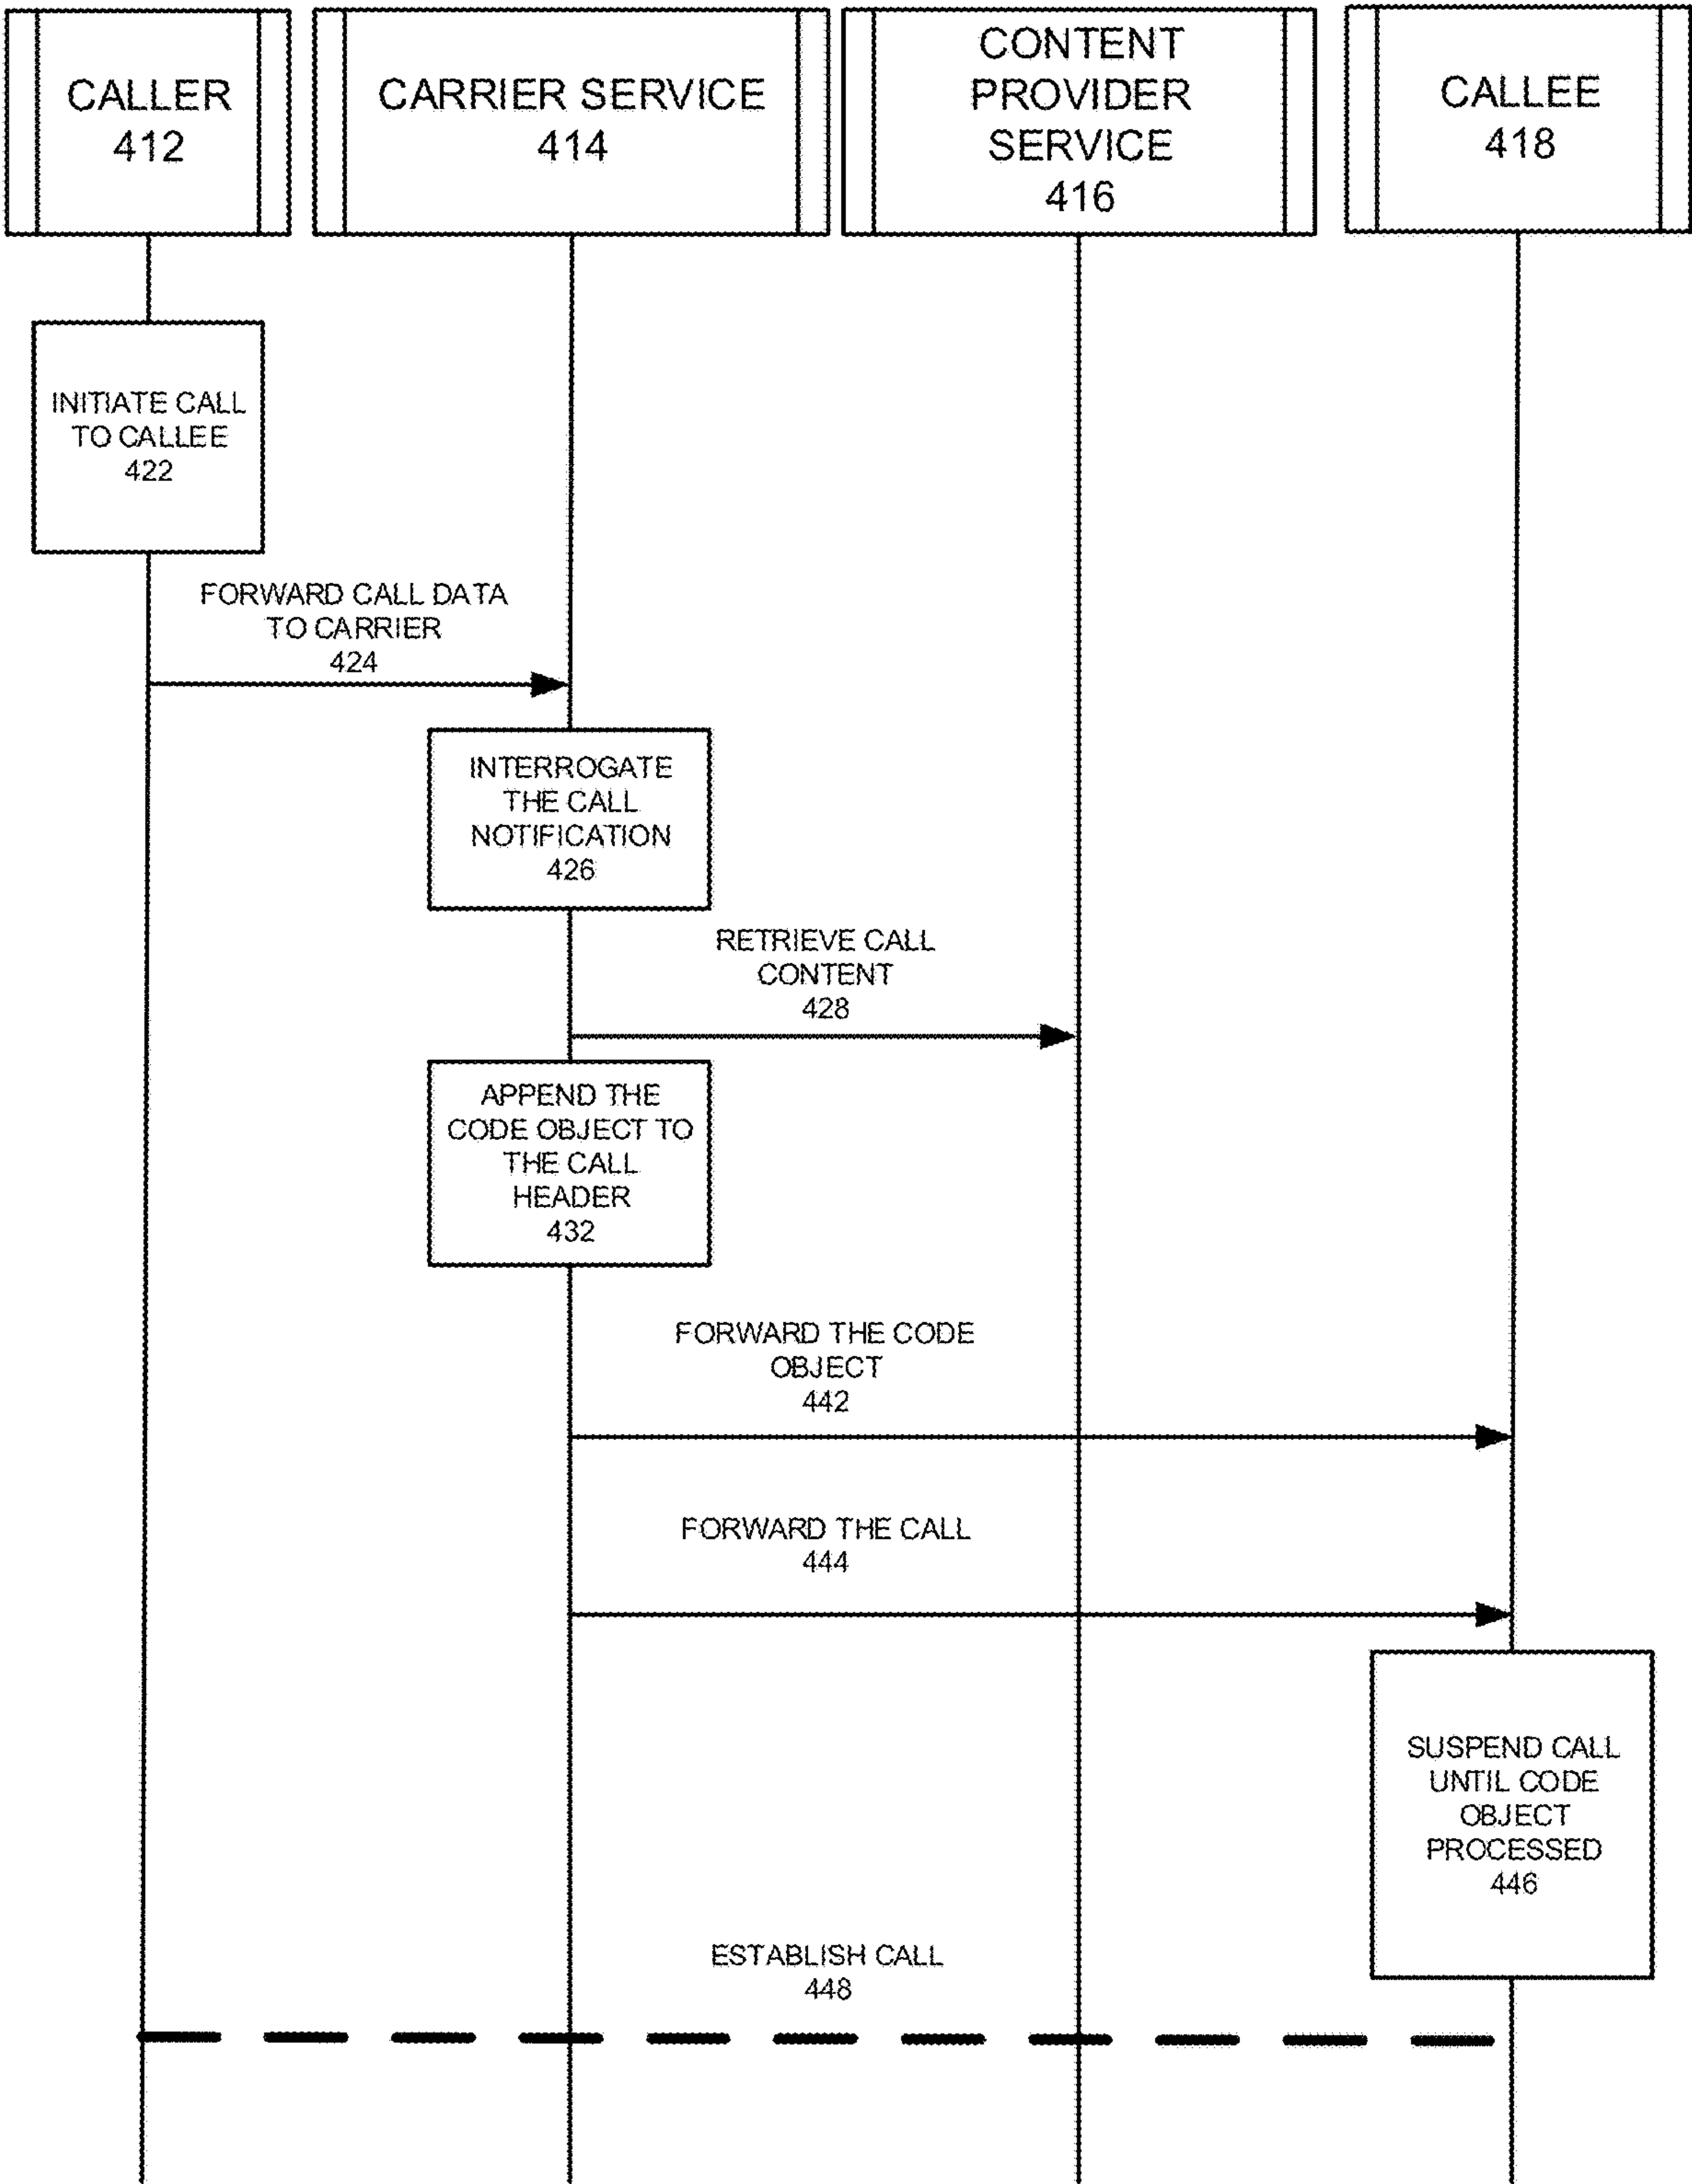 CALLER
412
CARRIER SERVICE
414
CONTENT
PROVIDER
SERVICE
416
CALLEE
418
INITIATE CALL
TO CALLEE
422
FORWARD CALL DATA
TO CARRIER
424
INTERROGATE
THE CALL
NOTIFICATION
426
RETRIEVE CALL
CONTENT
428
APPEND THE
CODE OBJECT TO
THE CALL
HEADER
432
FORWARD THE CODE
OBJECT
442
FORWARD THE CALL
444
SUSPEND CALL
UNTIL CODE
OBJECT
PROCESSED
446
ESTABLISH CALL
448